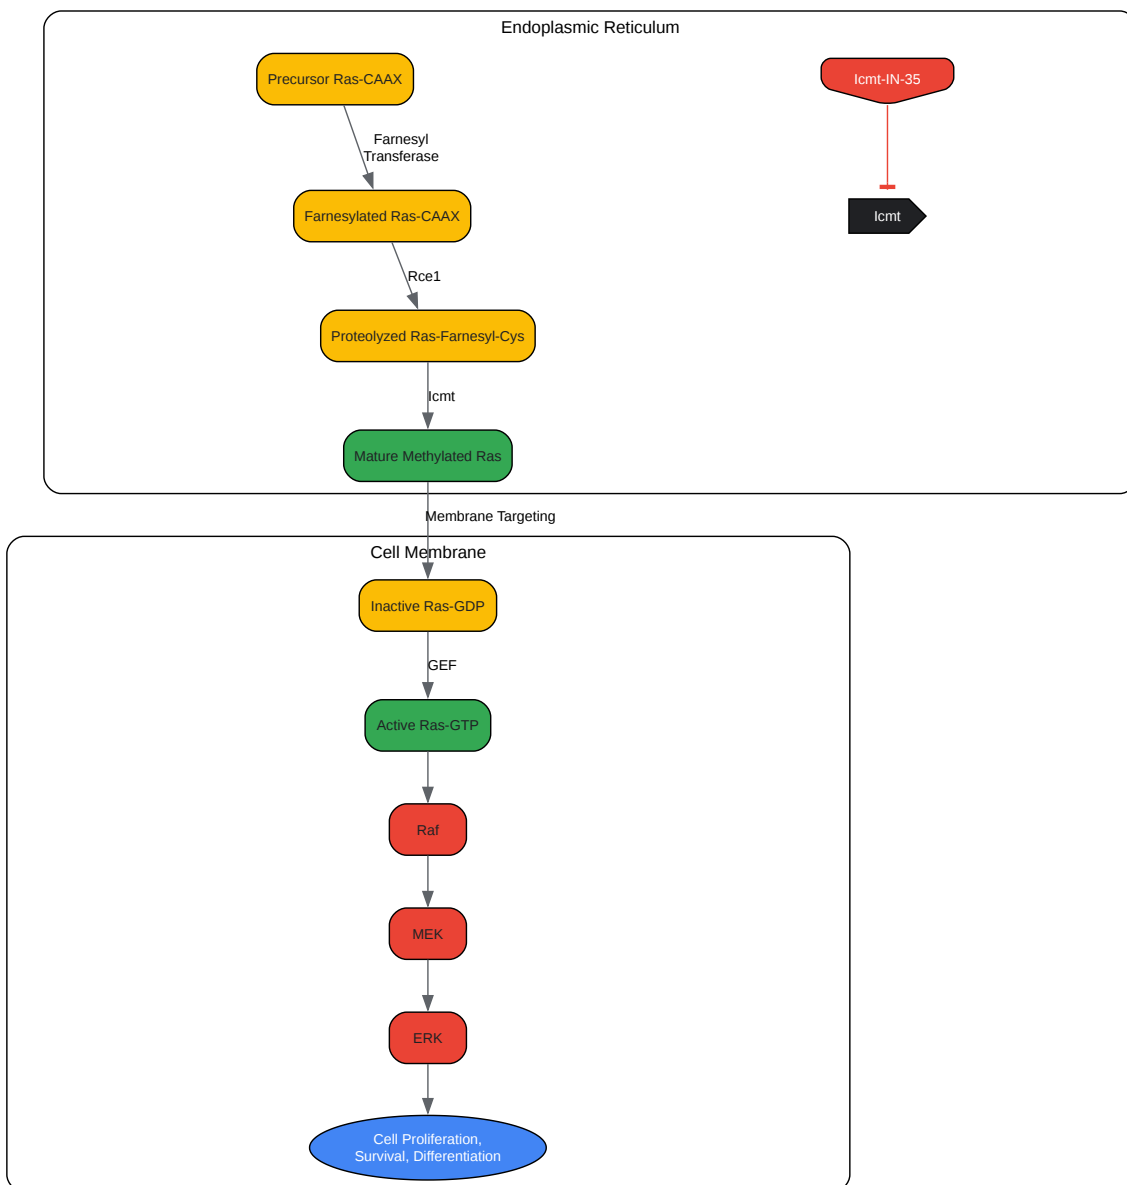 Endoplasmic Reticulum
Precursor Ras-CAAX
Icmt-IN-35
Farnesyl
Transferase
Farnesylated Ras-CAAX
Icmt
Rce1
Proteolyzed Ras-Farnesyl-Cys
Icmt
Mature Methylated Ras
Membrane Targeting
Cell Membrane
Inactive Ras-GDP
GEF
Active Ras-GTP
Raf
MEK
ERK
Cell Proliferation,
Survival, Differentiation